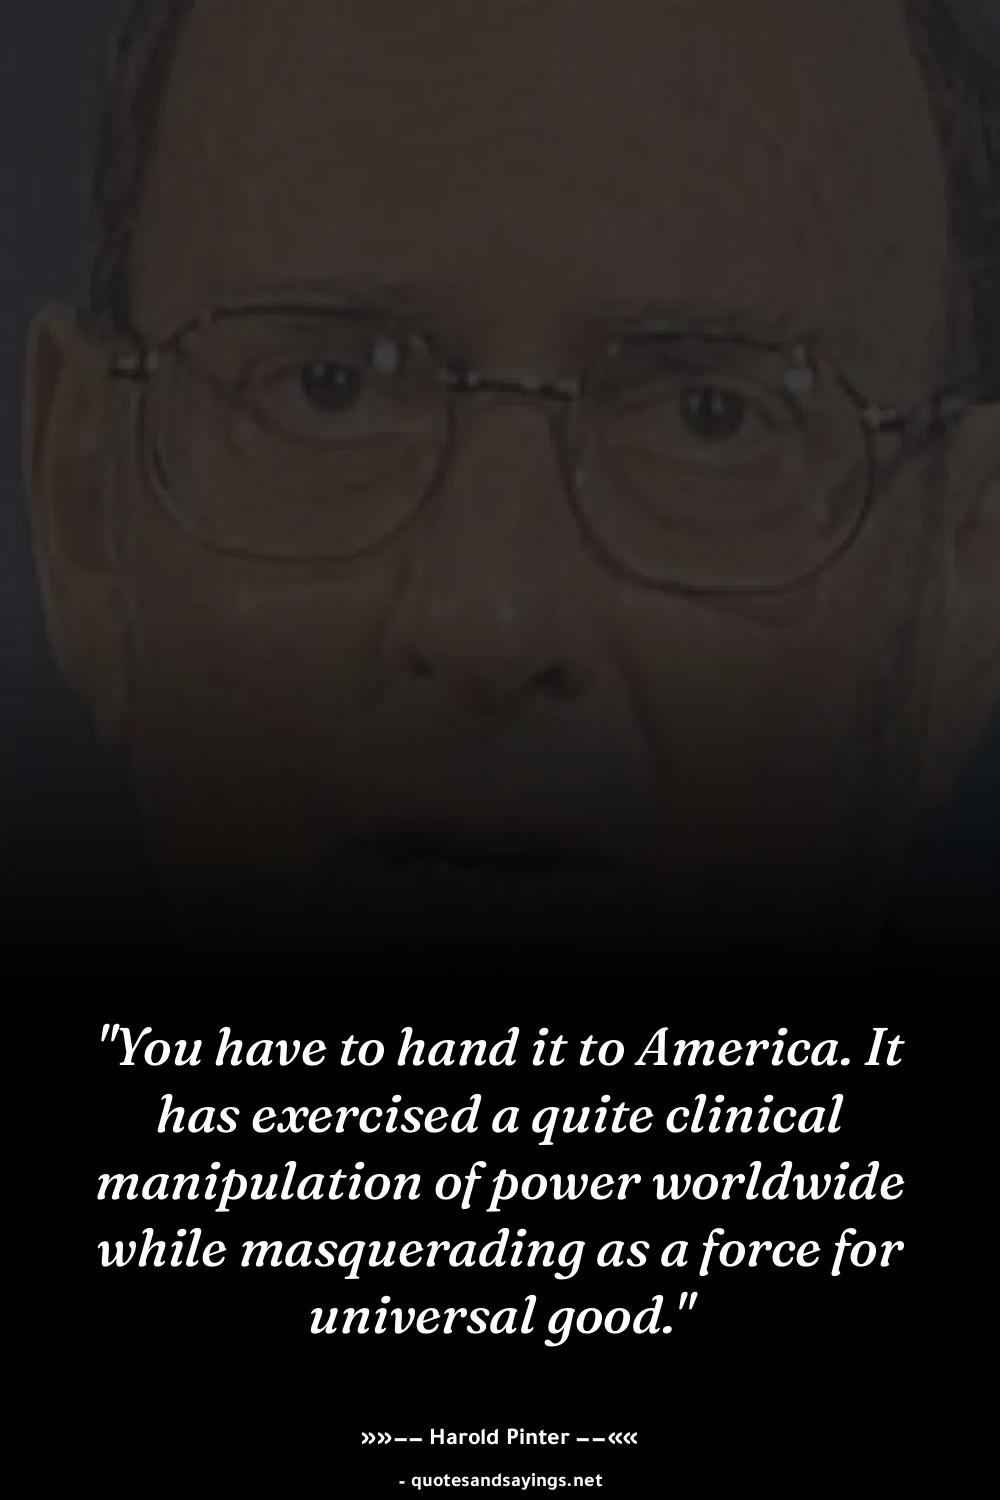 "You have to hand it to America. It
has exercised a quite clinical
manipulation of power worldwide
while masquerading as a force for
universal good."
»»–– Harold Pinter ––««
- quotesandsayings.net